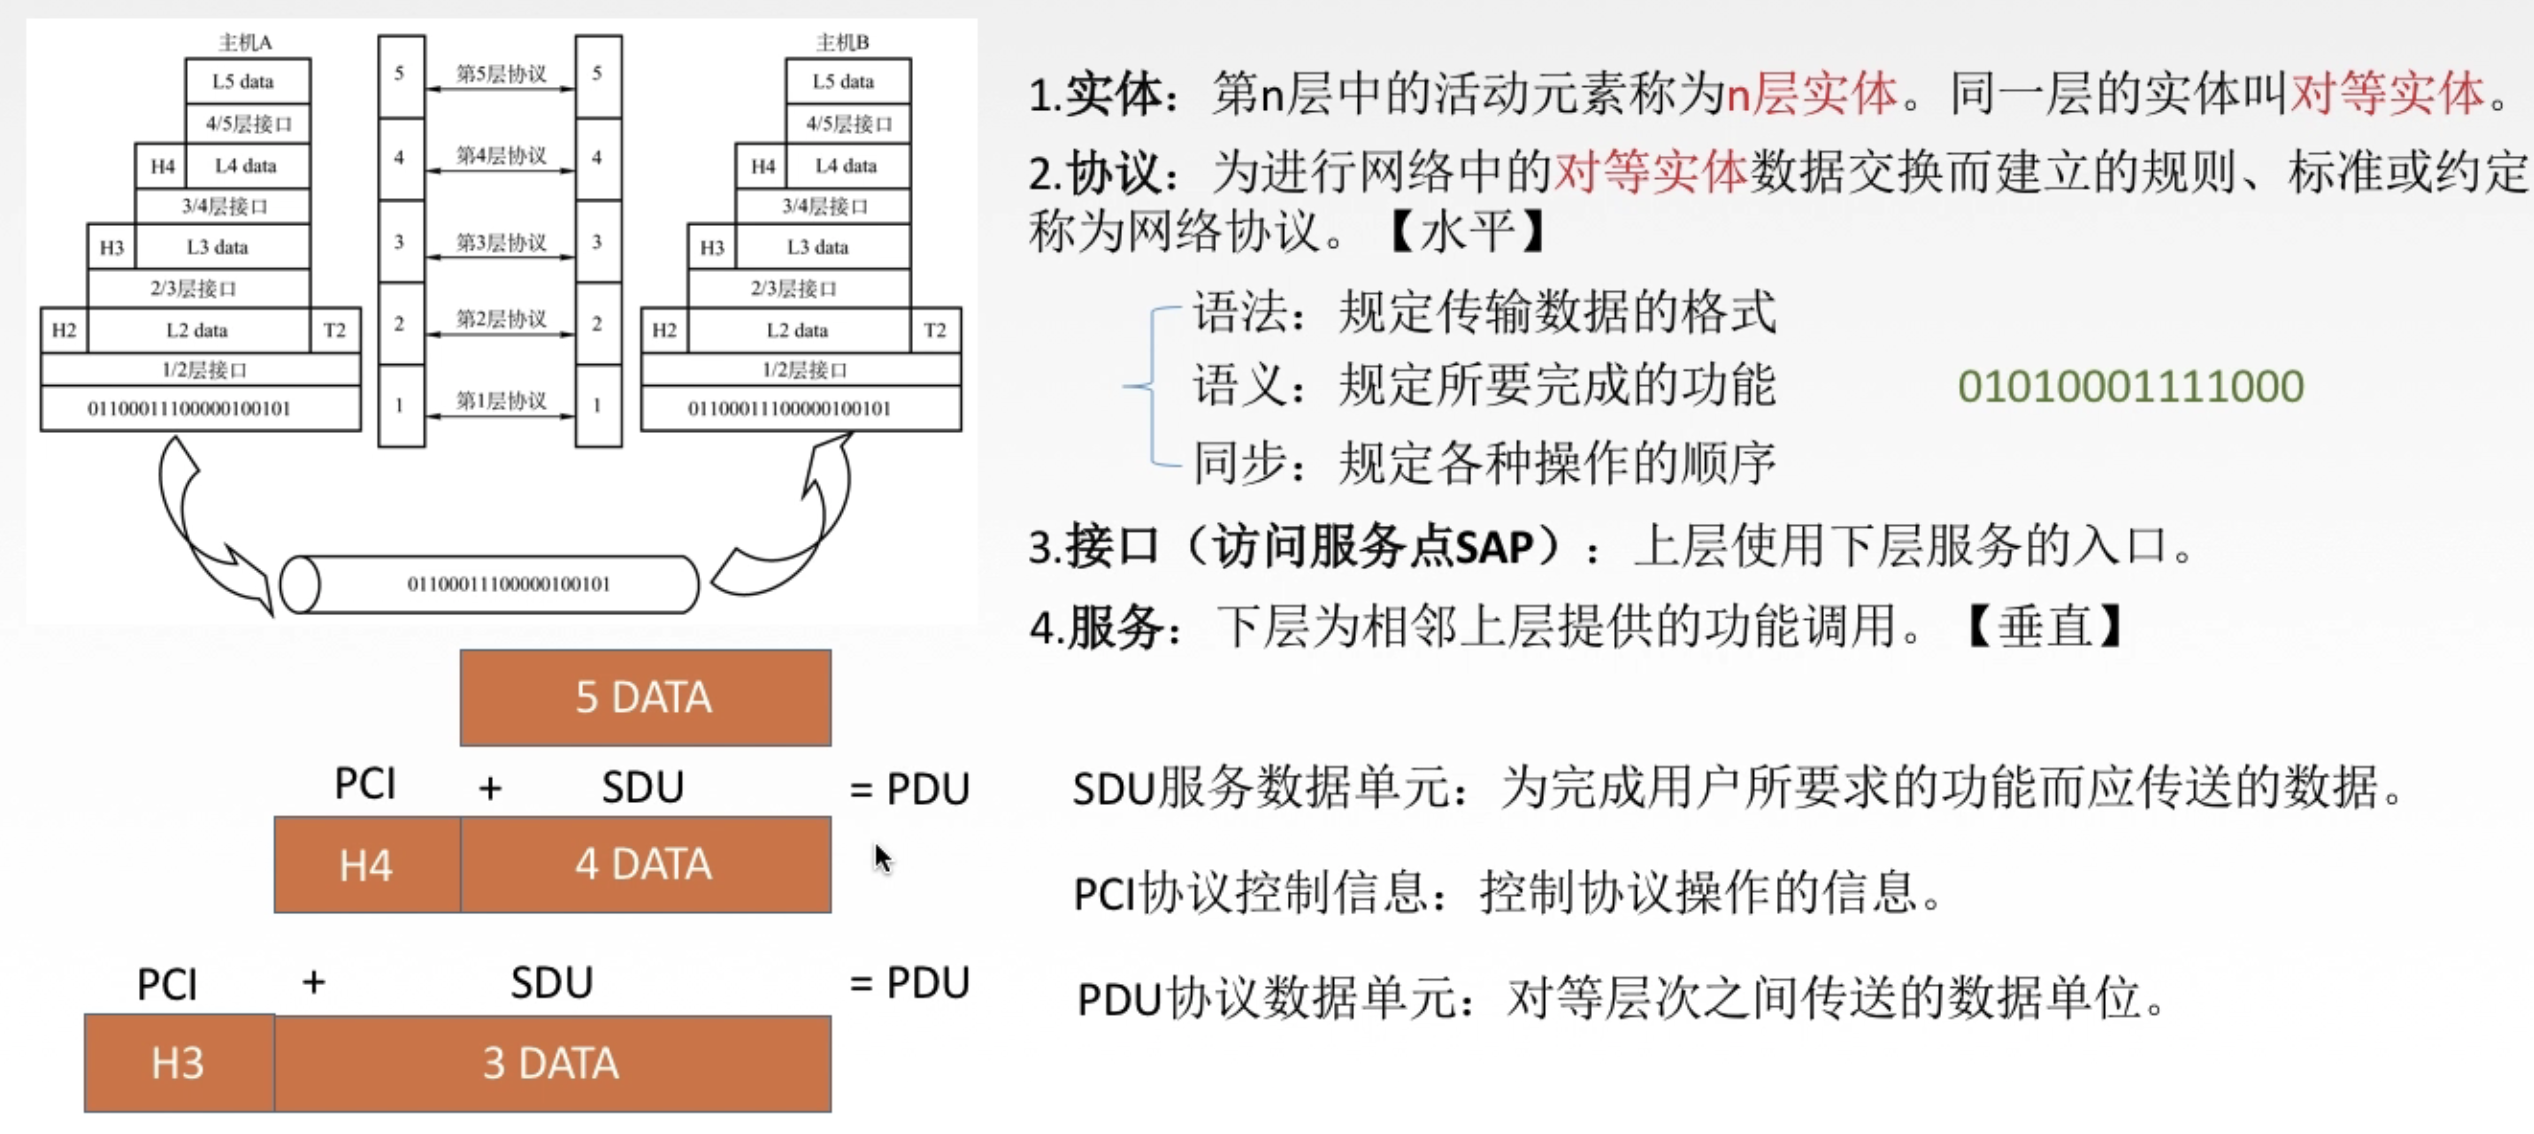 主机A
L5 data
4/5层接口
H4 L4 data
3/4层接口
H3 L3 data
2/3层接口
H2 L2 data T2
1/2层接口
01100011100000100101
5 第5层协议 5
4 第4层协议 4
3 第3层协议 3
2 第2层协议 2
1 第1层协议 1
主机B
L5 data
4/5层接口
H4 L4 data
3/4层接口
H3 L3 data
2/3层接口
H2 L2 data T2
1/2层接口
01100011100000100101
01100011100000100101
5 DATA
PCI + SDU = PDU
H4 4 DATA
PCI + SDU = PDU
H3 3 DATA
1.实体：第n层中的活动元素称为n层实体。同一层的实体叫对等实体。
2.协议：为进行网络中的对等实体数据交换而建立的规则、标准或约定
称为网络协议。【水平】
语法：规定传输数据的格式
语义：规定所要完成的功能
01010001111000
同步：规定各种操作的顺序
3.接口（访问服务点SAP）：上层使用下层服务的入口。
4.服务：下层为相邻上层提供的功能调用。【垂直】
SDU服务数据单元：为完成用户所要求的功能而应传送的数据。
PCI协议控制信息：控制协议操作的信息。
PDU协议数据单元：对等层次之间传送的数据单位。